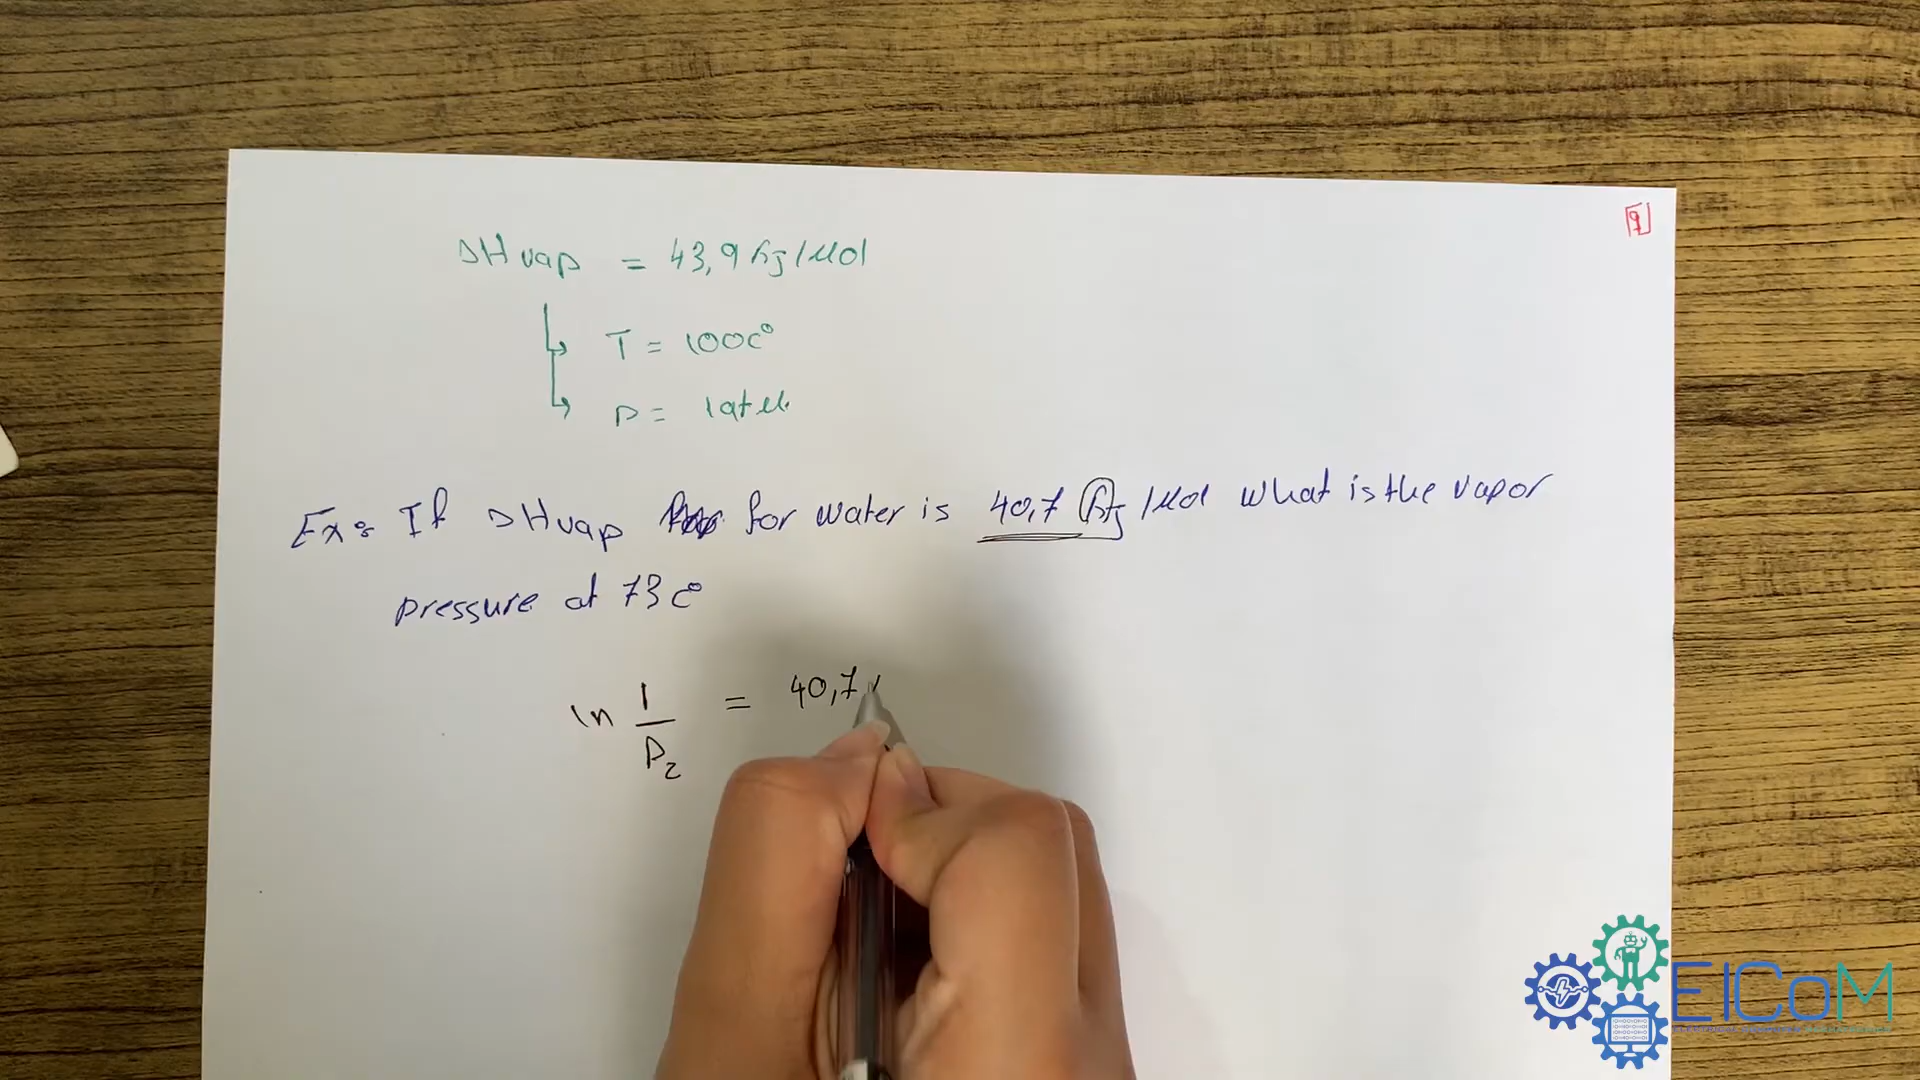 9
ΔHvap = 43,9 kj/Mol
T = 100C°
P = 1atM
Ex: If ΔHvap for water is 40,7 kj/Mol what is the vapor
pressure at 73C°
ln 1/P2 = 40,7
EICoM